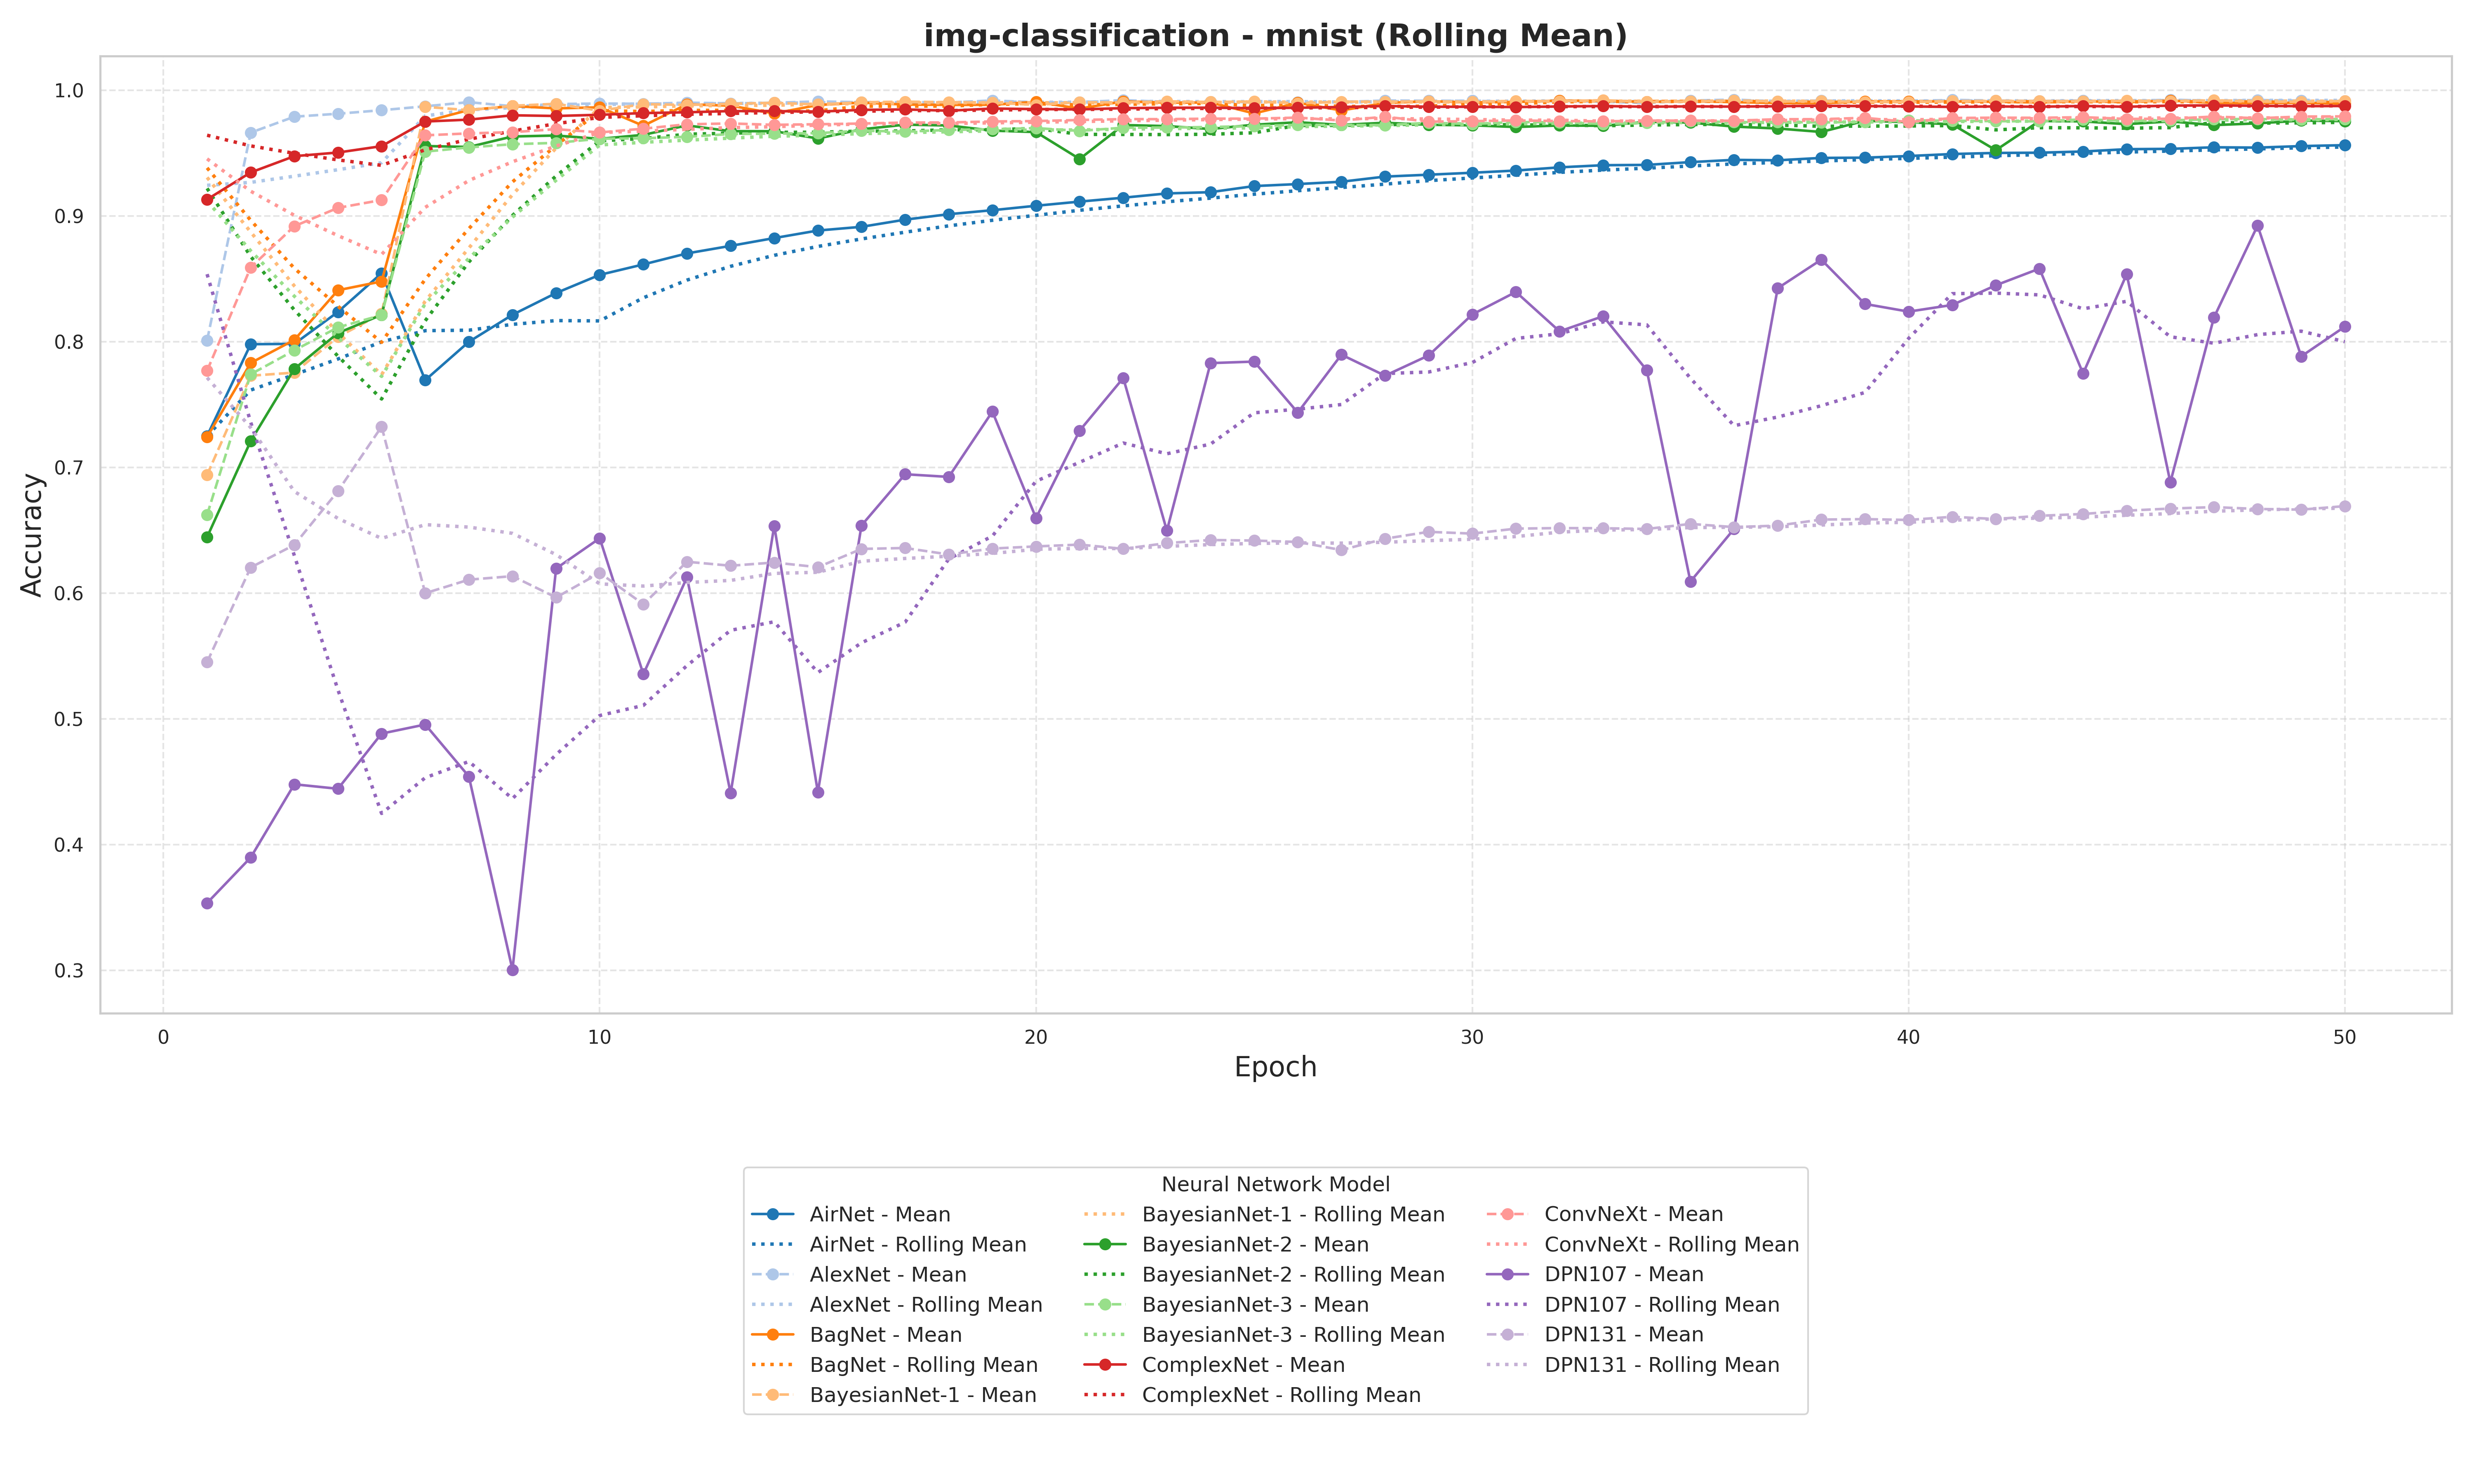 img-classification - mnist (Rolling Mean)
Accuracy
1.0
0.9
0.8
0.7
0.6
0.5
0.4
0.3
0 10 20 30 40 50
Epoch
Neural Network Model
AirNet - Mean
AirNet - Rolling Mean
AlexNet - Mean
AlexNet - Rolling Mean
BagNet - Mean
BagNet - Rolling Mean
BayesianNet-1 - Mean
BayesianNet-1 - Rolling Mean
BayesianNet-2 - Mean
BayesianNet-2 - Rolling Mean
BayesianNet-3 - Mean
BayesianNet-3 - Rolling Mean
ComplexNet - Mean
ComplexNet - Rolling Mean
ConvNeXt - Mean
ConvNeXt - Rolling Mean
DPN107 - Mean
DPN107 - Rolling Mean
DPN131 - Mean
DPN131 - Rolling Mean